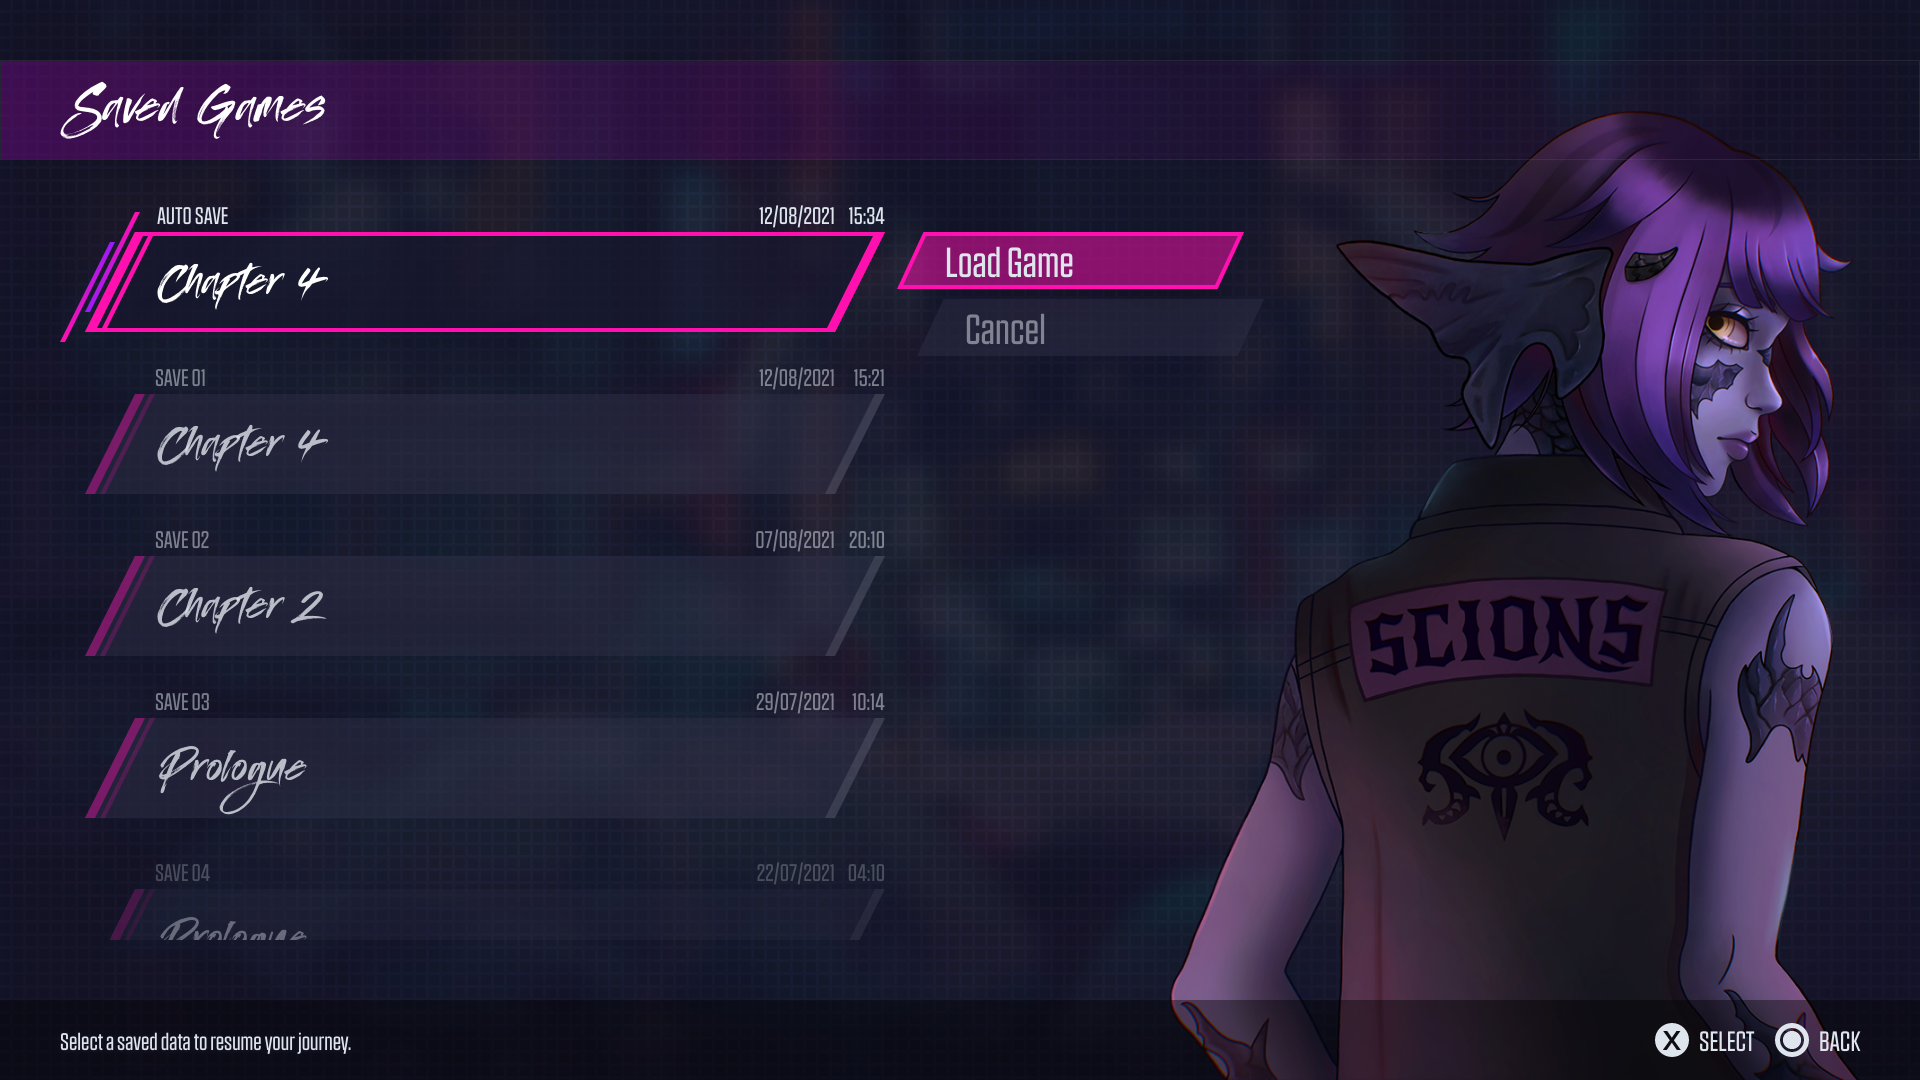 Saved Games
AUTO SAVE 12/08/2021 15:34
Chapter 4
Load Game
Cancel
SAVE 01 12/08/2021 15:21
Chapter 4
SAVE 02 07/08/2021 20:10
Chapter 2
SAVE 03 29/07/2021 10:14
Prologue
SAVE 04 22/07/2021 04:10
Prologue
SCIONS
Select a saved data to resume your journey.
X SELECT BACK